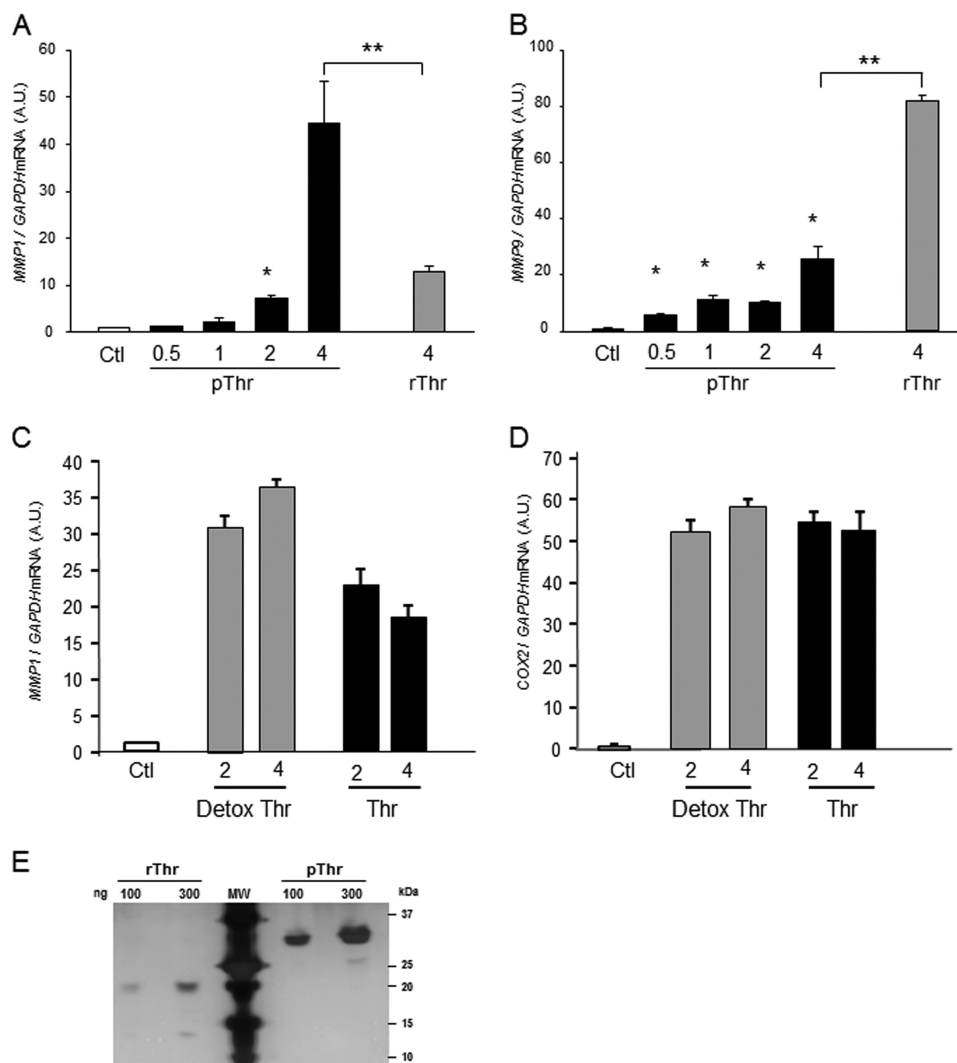 A
MMP1 / GAPDH mRNA (A.U.)
60
50
40
30
20
10
0
**
*
Ctl 0.5 1 2 4 4
pThr rThr
B
MMP9 / GAPDH mRNA (A.U.)
100
80
60
40
20
0
**
* * * *
Ctl 0.5 1 2 4 4
pThr rThr
C
MMP1 / GAPDH mRNA (A.U.)
40
35
30
25
20
15
10
5
0
Ctl 2 4 2 4
Detox Thr Thr
D
COX2 / GAPDH mRNA (A.U.)
70
60
50
40
30
20
10
0
Ctl 2 4 2 4
Detox Thr Thr
E
rThr pThr
ng 100 300 MW 100 300 kDa
37
25
20
15
10